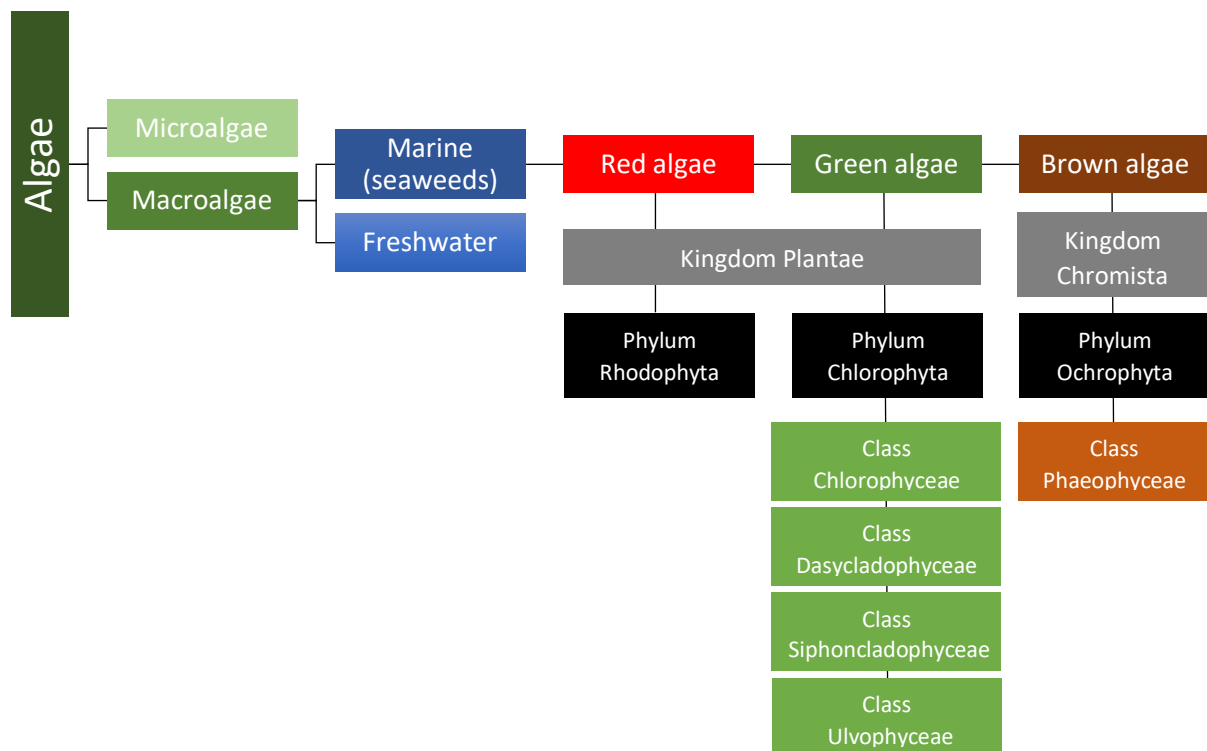 Algae
Microalgae
Macroalgae
Marine
(seaweeds)
Freshwater
Red algae
Green algae
Brown algae
Kingdom Plantae
Kingdom
Chromista
Phylum
Rhodophyta
Phylum
Chlorophyta
Phylum
Ochrophyta
Class
Chlorophyceae
Class
Phaeophyceae
Class
Dasycladophyceae
Class
Siphoncladophyceae
Class
Ulvophyceae